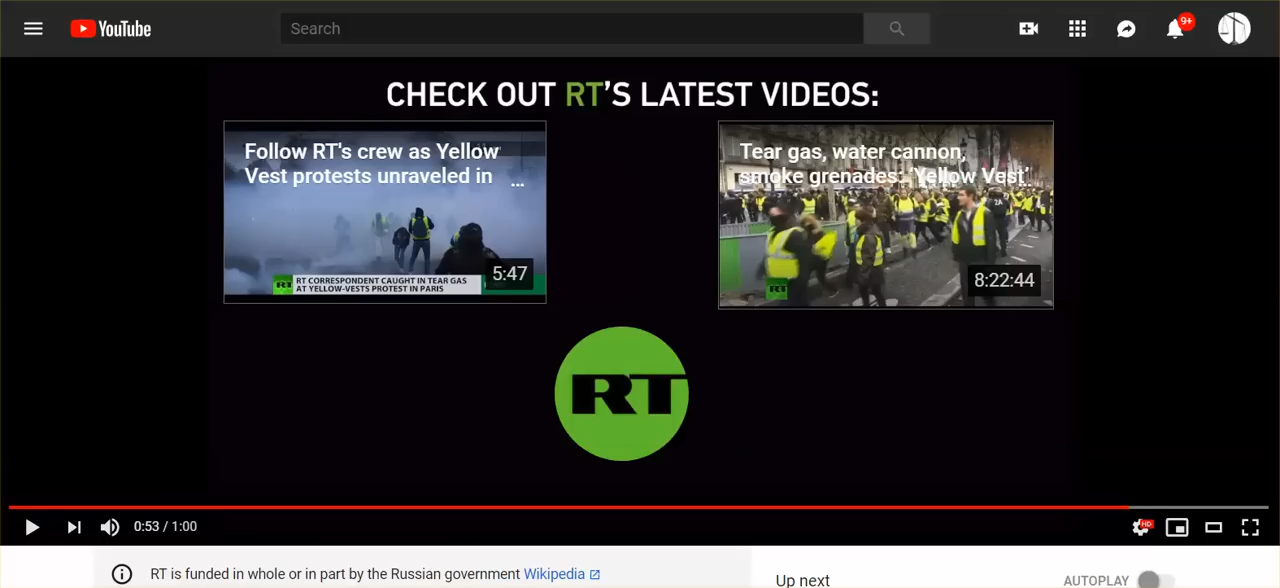 YouTube
Search
9+
CHECK OUT RT'S LATEST VIDEOS:
Follow RT's crew as Yellow
Vest protests unraveled in ...
RT CORRESPONDENT CAUGHT IN TEAR GAS
AT YELLOW-VESTS PROTEST IN PARIS
RT
5:47
Tear gas, water cannon,
smoke grenades: 'Yellow Vest' ...
2A
RT
8:22:44
RT
0:53 / 1:00
HD
RT is funded in whole or in part by the Russian government Wikipedia
Up next
AUTOPLAY